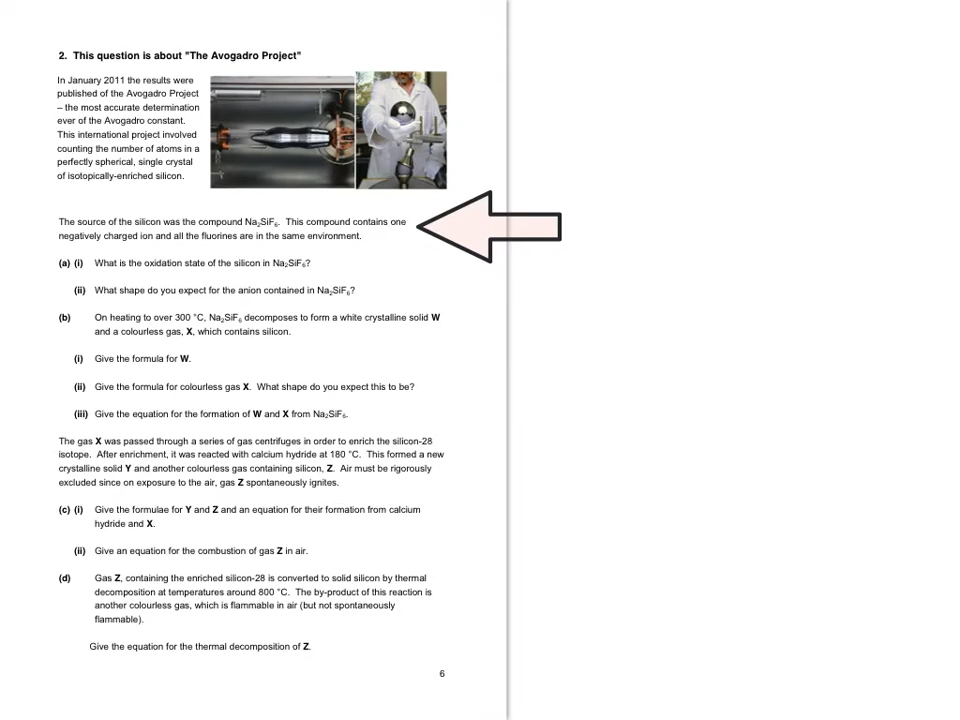 2. This question is about "The Avogadro Project"
In January 2011 the results were
published of the Avogadro Project
– the most accurate determination
ever of the Avogadro constant.
This international project involved
counting the number of atoms in a
perfectly spherical, single crystal
of isotopically-enriched silicon.
The source of the silicon was the compound Na₂SiF₆. This compound contains one
negatively charged ion and all the fluorines are in the same environment.
(a) (i) What is the oxidation state of the silicon in Na₂SiF₆?
(ii) What shape do you expect for the anion contained in Na₂SiF₆?
(b) On heating to over 300 °C, Na₂SiF₆ decomposes to form a white crystalline solid W
and a colourless gas, X, which contains silicon.
(i) Give the formula for W.
(ii) Give the formula for colourless gas X. What shape do you expect this to be?
(iii) Give the equation for the formation of W and X from Na₂SiF₆.
The gas X was passed through a series of gas centrifuges in order to enrich the silicon-28
isotope. After enrichment, it was reacted with calcium hydride at 180 °C. This formed a new
crystalline solid Y and another colourless gas containing silicon, Z. Air must be rigorously
excluded since on exposure to the air, gas Z spontaneously ignites.
(c) (i) Give the formulae for Y and Z and an equation for their formation from calcium
hydride and X.
(ii) Give an equation for the combustion of gas Z in air.
(d) Gas Z, containing the enriched silicon-28 is converted to solid silicon by thermal
decomposition at temperatures around 800 °C. The by-product of this reaction is
another colourless gas, which is flammable in air (but not spontaneously
flammable).
Give the equation for the thermal decomposition of Z.
6